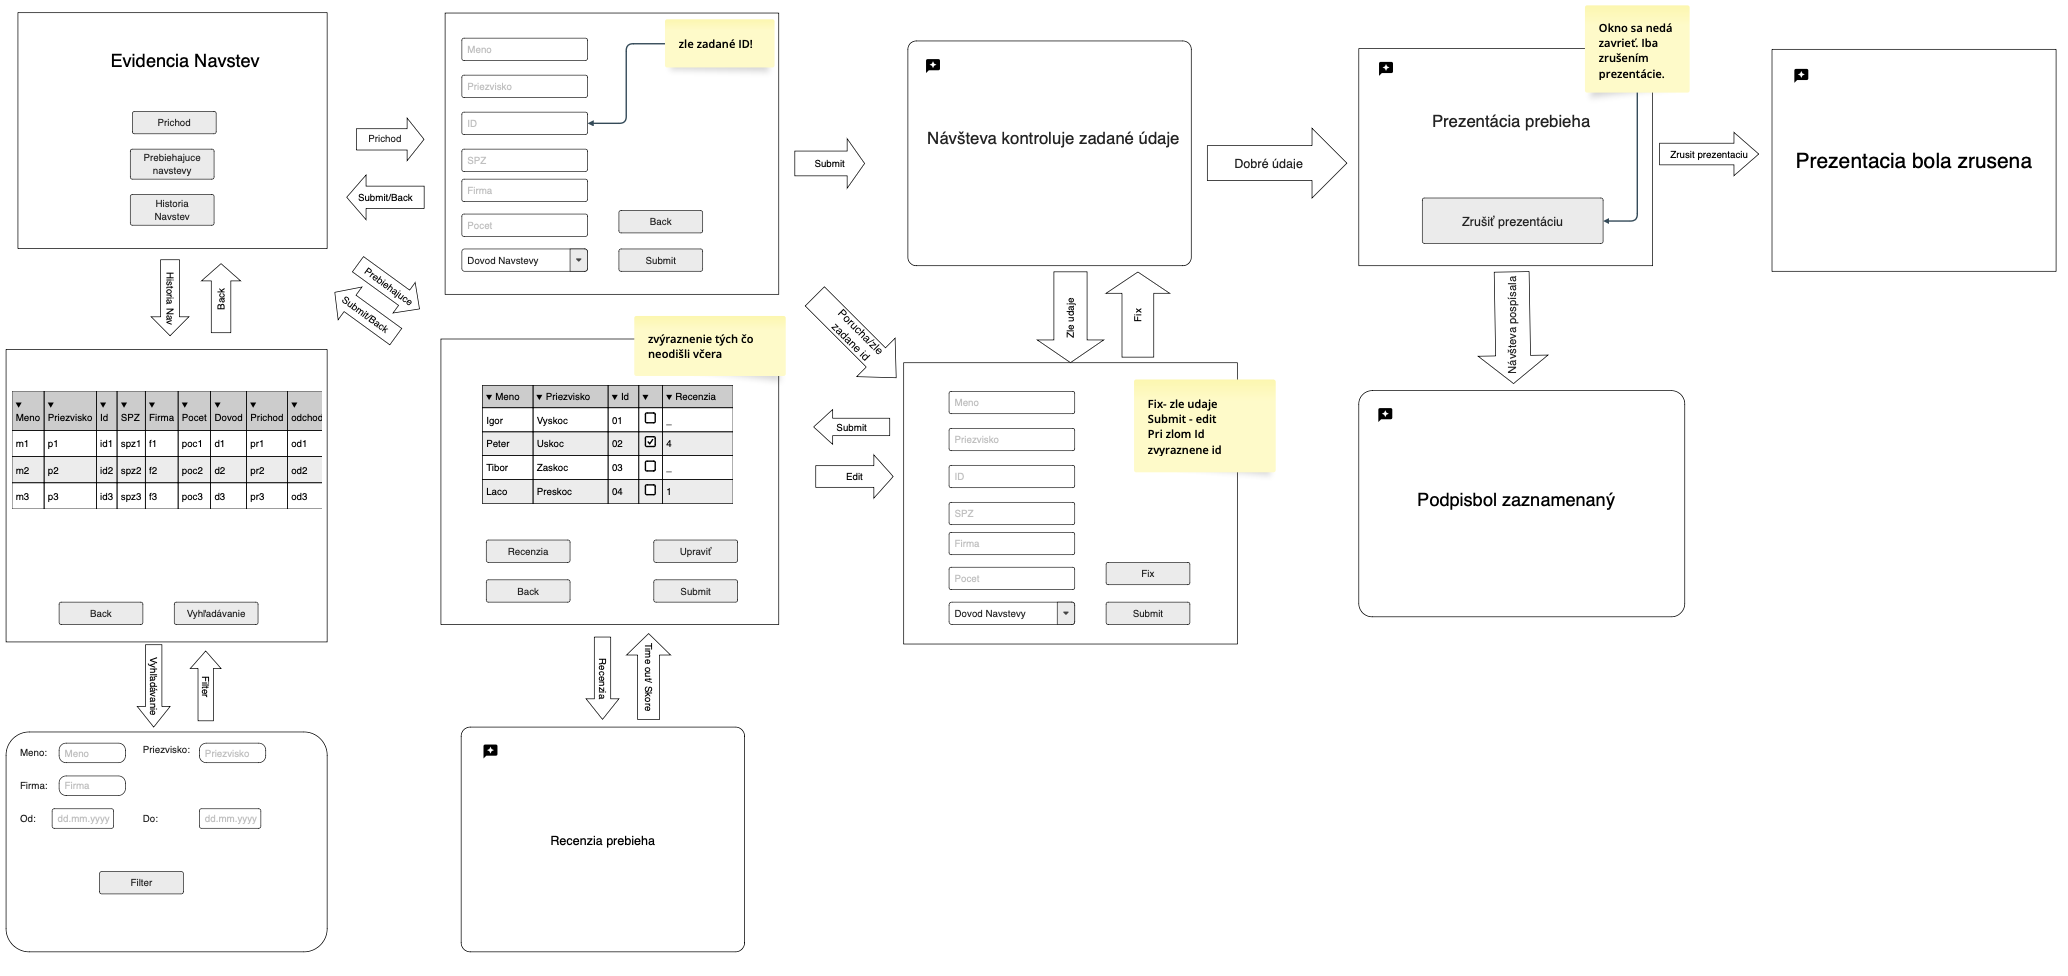 Evidencia Navstev
Prichod
Prebiehajuce
navstevy
Historia
Navstev
Prichod
Submit/Back
Prebiehajuce
Submit/Back
Historia Nav
Back
zle zadané ID!
Meno
Priezvisko
ID
SPZ
Firma
Pocet
Dovod Navstevy
Back
Submit
Submit
Návšteva kontroluje zadané údaje
Dobré údaje
Okno sa nedá
zavrieť. Iba
zrušením
prezentácie.
Prezentácia prebieha
Zrušiť prezentáciu
Zrusit prezentaciu
Prezentacia bola zrusena
Porucha/zle
zadane id
Zle udaje
Fix
Návšteva pospísala
Meno Priezvisko Id SPZ Firma Pocet Dovod Prichod odchod
m1 p1 id1 spz1 f1 poc1 d1 pr1 od1
m2 p2 id2 spz2 f2 poc2 d2 pr2 od2
m3 p3 id3 spz3 f3 poc3 d3 pr3 od3
Back
Vyhľadávanie
zvýraznenie tých čo
neodišli včera
Meno Priezvisko Id Recenzia
Igor Vyskoc 01 _
Peter Uskoc 02 4
Tibor Zaskoc 03 _
Laco Preskoc 04 1
Recenzia
Upraviť
Back
Submit
Submit
Edit
Fix- zle udaje
Submit - edit
Pri zlom Id
zvyraznene id
Meno
Priezvisko
ID
SPZ
Firma
Pocet
Dovod Navstevy
Fix
Submit
Podpisbol zaznamenaný
Vyhľadávanie
Filter
Recenzia
Time out/ Skore
Meno:
Meno
Priezvisko:
Priezvisko
Firma:
Firma
Od:
dd.mm.yyyy
Do:
dd.mm.yyyy
Filter
Recenzia prebieha